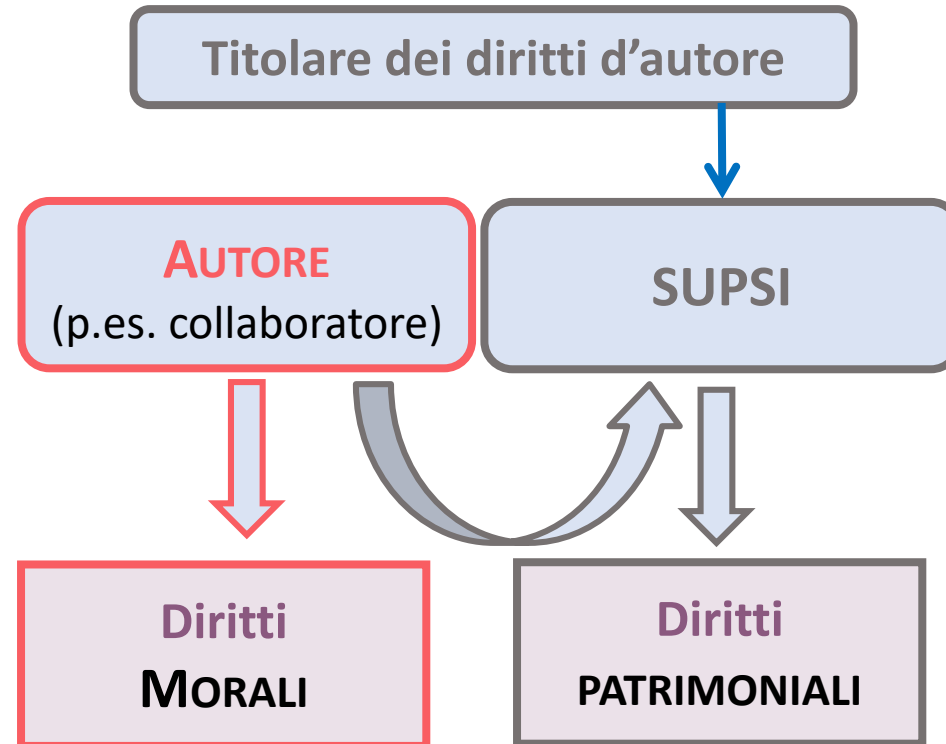 Titolare dei diritti d’autore
AUTORE
(p.es. collaboratore)
SUPSI
Diritti
MORALI
Diritti
PATRIMONIALI